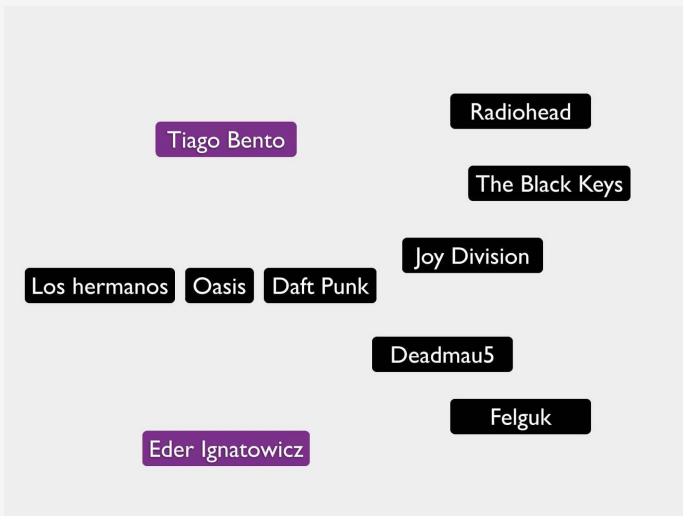 Radiohead
Tiago Bento
The Black Keys
Joy Division
Los hermanos Oasis Daft Punk
Deadmau5
Felguk
Eder Ignatowicz